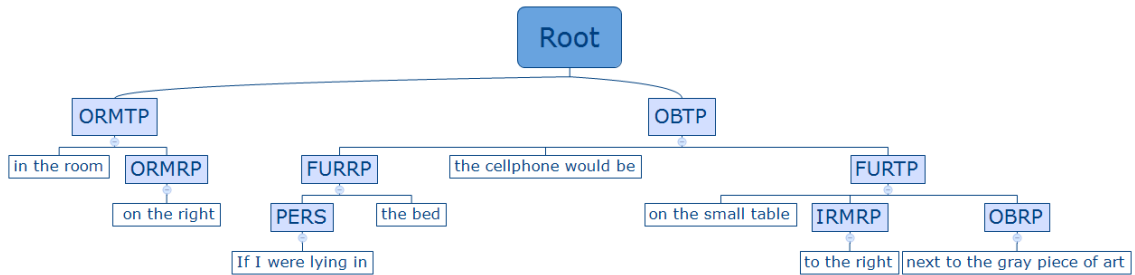 Root
ORMTP
OBTP
in the room
ORMRP
FURRP
the cellphone would be
FURTP
on the right
PERS
the bed
on the small table
IRMRP
OBRP
If I were lying in
to the right
next to the gray piece of art